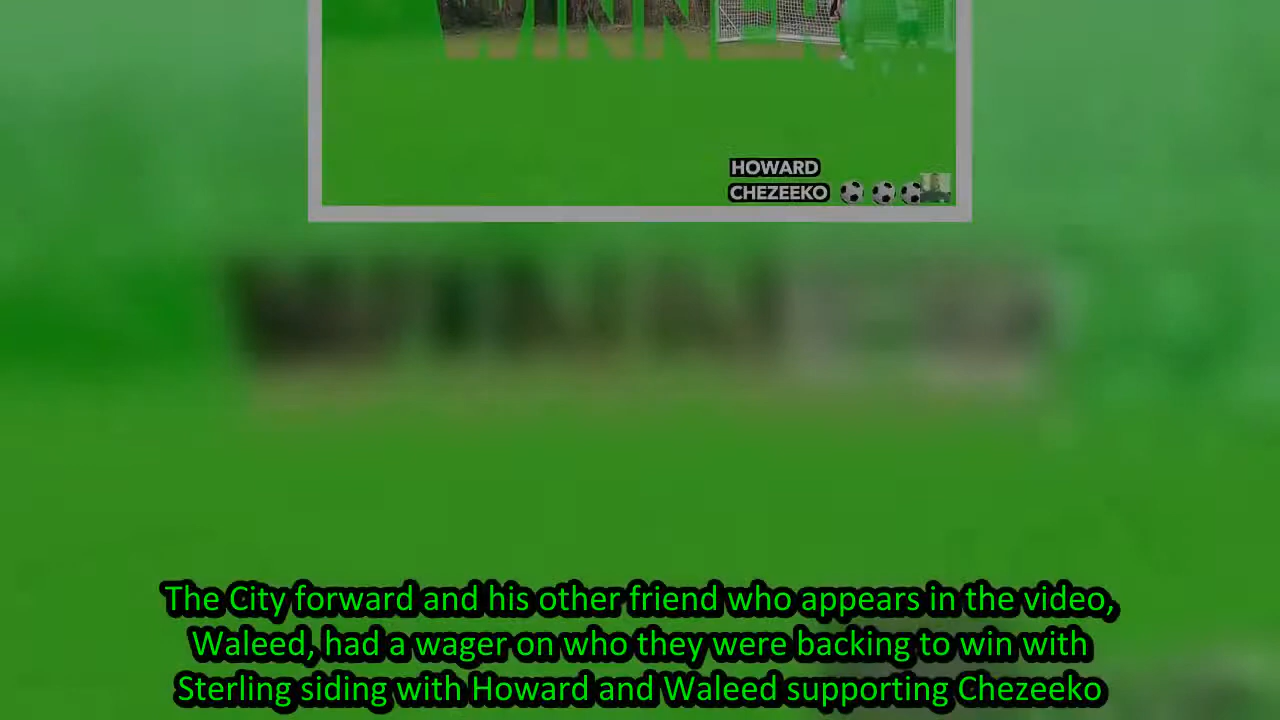 WINNER
HOWARD
CHEZEEKO
The City forward and his other friend who appears in the video,
Waleed, had a wager on who they were backing to win with
Sterling siding with Howard and Waleed supporting Chezeeko